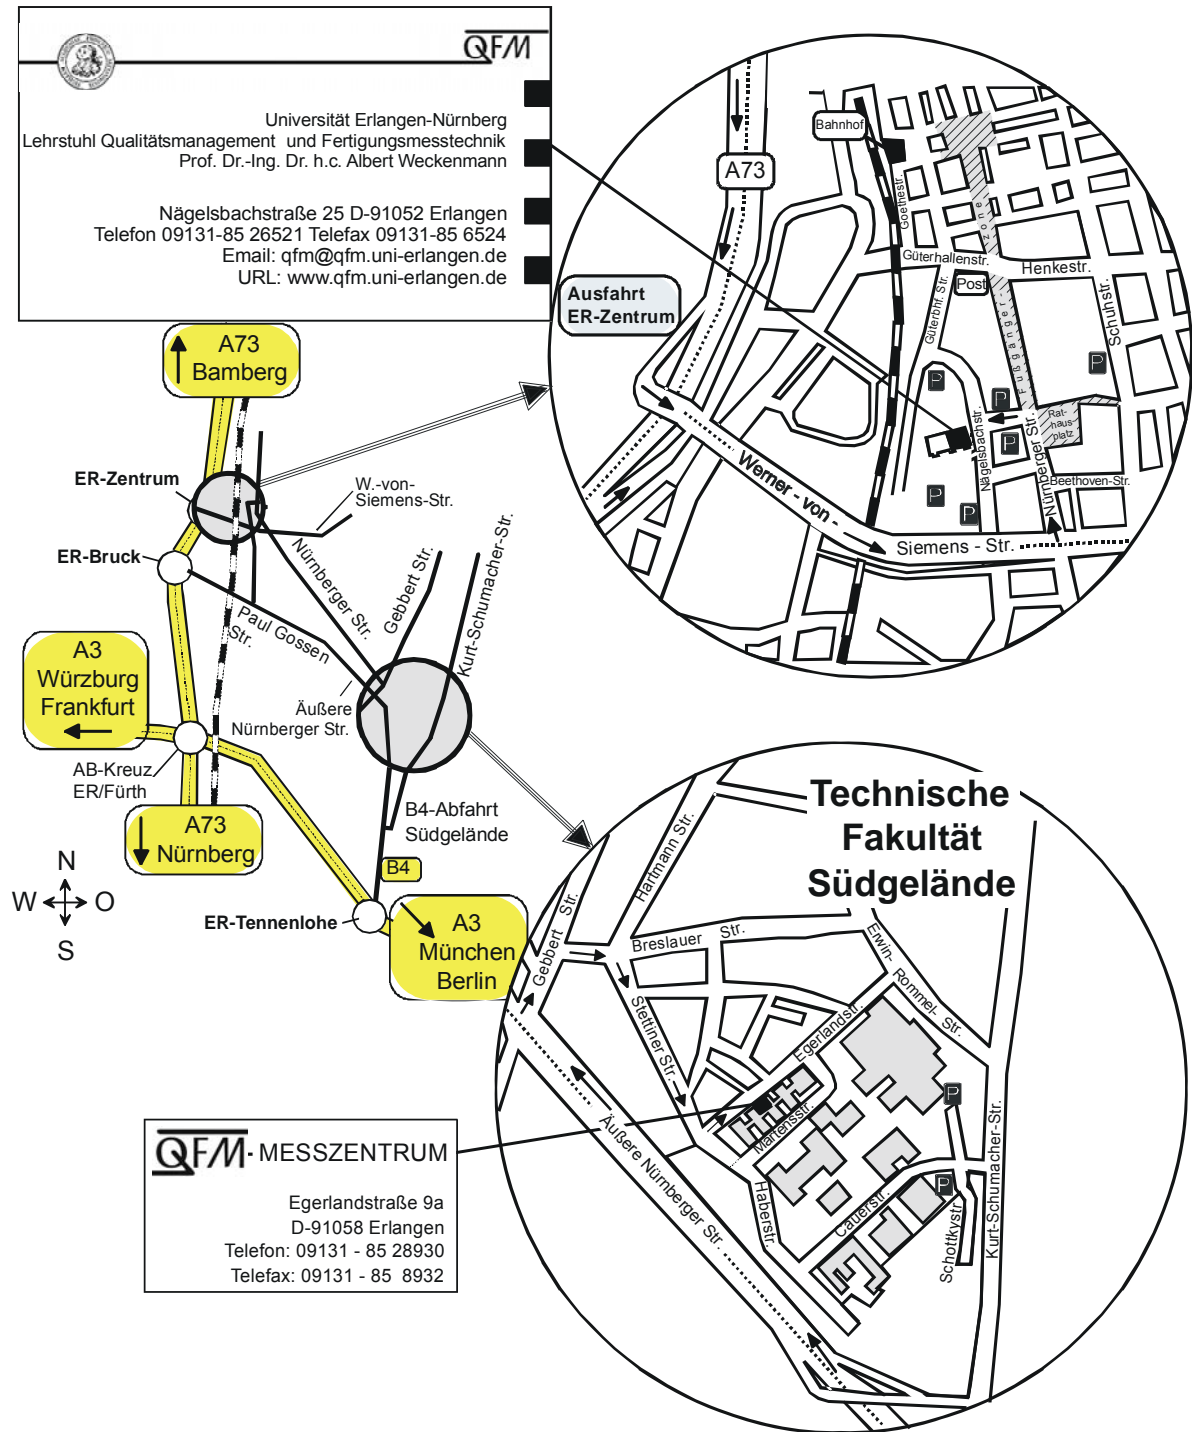 QFM
Universität Erlangen-Nürnberg
Lehrstuhl Qualitätsmanagement und Fertigungsmesstechnik
Prof. Dr.-Ing. Dr. h.c. Albert Weckenmann
Nägelsbachstraße 25 D-91052 Erlangen
Telefon 09131-85 26521 Telefax 09131-85 6524
Email: qfm@qfm.uni-erlangen.de
URL: www.qfm.uni-erlangen.de
Bahnhof
A73
Goethestr.
zone
Güterhallenstr.
Henkestr.
Post
Ausfahrt
ER-Zentrum
Güterbhf. Str.
Fußgänger
Schuhstr.
P
P
P
P
P
P
Rat-
haus-
platz
Nägelsbachstr.
Nürnberger Str.
Beethoven-Str.
Werner - von -
Siemens - Str.
A73
Bamberg
ER-Zentrum
W.-von-
Siemens-Str.
ER-Bruck
Nürnberger Str.
Gebbert Str.
Kurt-Schumacher-Str.
Paul Gossen
Str.
A3
Würzburg
Frankfurt
Äußere
Nürnberger Str.
AB-Kreuz
ER/Fürth
A73
Nürnberg
B4-Abfahrt
Südgelände
B4
N
W
O
S
ER-Tennenlohe
A3
München
Berlin
Technische
Fakultät
Südgelände
Hartmann Str.
Gebbert Str.
Breslauer Str.
Erwin- Rommel- Str.
Stettiner Str.
Egerlandstr.
Martensstr.
P
Äußere Nürnberger Str.
Haberstr.
Cauerstr.
P
Schottkystr
Kurt-Schumacher-Str.
QFM - MESSZENTRUM
Egerlandstraße 9a
D-91058 Erlangen
Telefon: 09131 - 85 28930
Telefax: 09131 - 85 8932